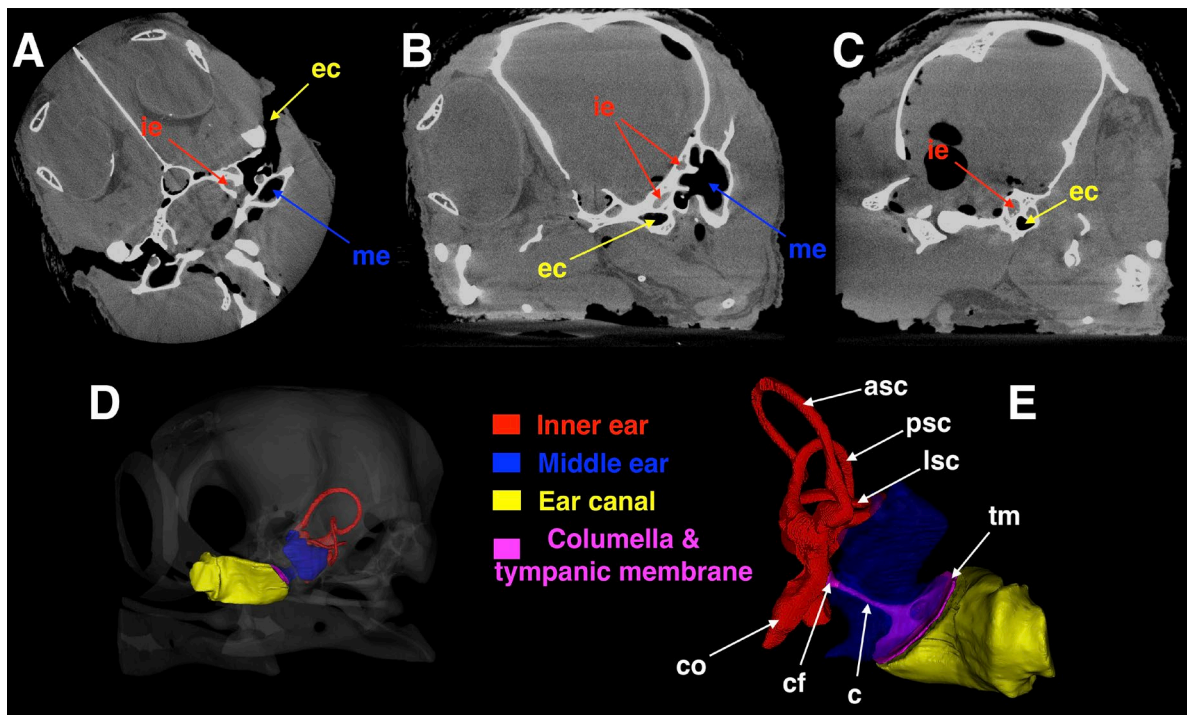 A
ec
ie
me
B
ie
ec
me
C
ie
ec
D
Inner ear
Middle ear
Ear canal
Columella &
tympanic membrane
E
asc
psc
lsc
tm
co
cf
c